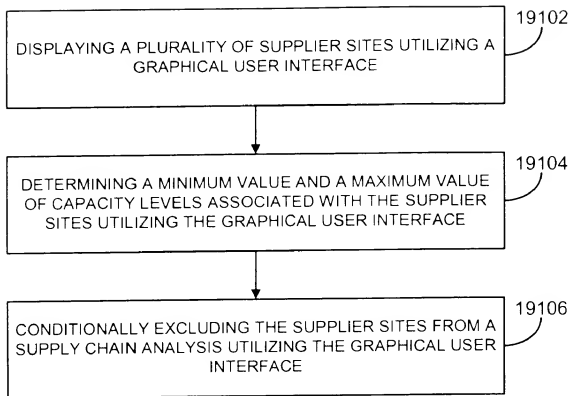 19102
DISPLAYING A PLURALITY OF SUPPLIER SITES UTILIZING A
GRAPHICAL USER INTERFACE
19104
DETERMINING A MINIMUM VALUE AND A MAXIMUM VALUE
OF CAPACITY LEVELS ASSOCIATED WITH THE SUPPLIER
SITES UTILIZING THE GRAPHICAL USER INTERFACE
19106
CONDITIONALLY EXCLUDING THE SUPPLIER SITES FROM A
SUPPLY CHAIN ANALYSIS UTILIZING THE GRAPHICAL USER
INTERFACE